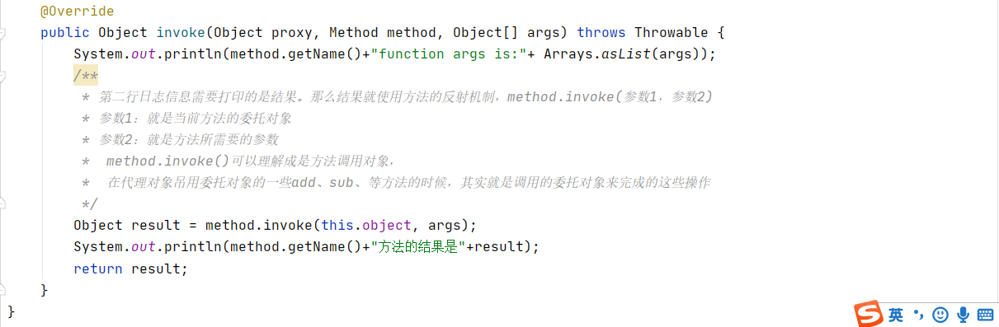 @Override
public Object invoke(Object proxy, Method method, Object[] args) throws Throwable {
System.out.println(method.getName()+"function args is:"+ Arrays.asList(args));
/**
* 第二行日志信息需要打印的是结果。那么结果就使用方法的反射机制，method.invoke(参数1，参数2)
* 参数1：就是当前方法的委托对象
* 参数2：就是方法所需要的参数
*  method.invoke()可以理解成是方法调用对象，
*  在代理对象吊用委托对象的一些add、sub、等方法的时候，其实就是调用的委托对象来完成的这些操作
*/
Object result = method.invoke(this.object, args);
System.out.println(method.getName()+"方法的结果是"+result);
return result;
}
}
英